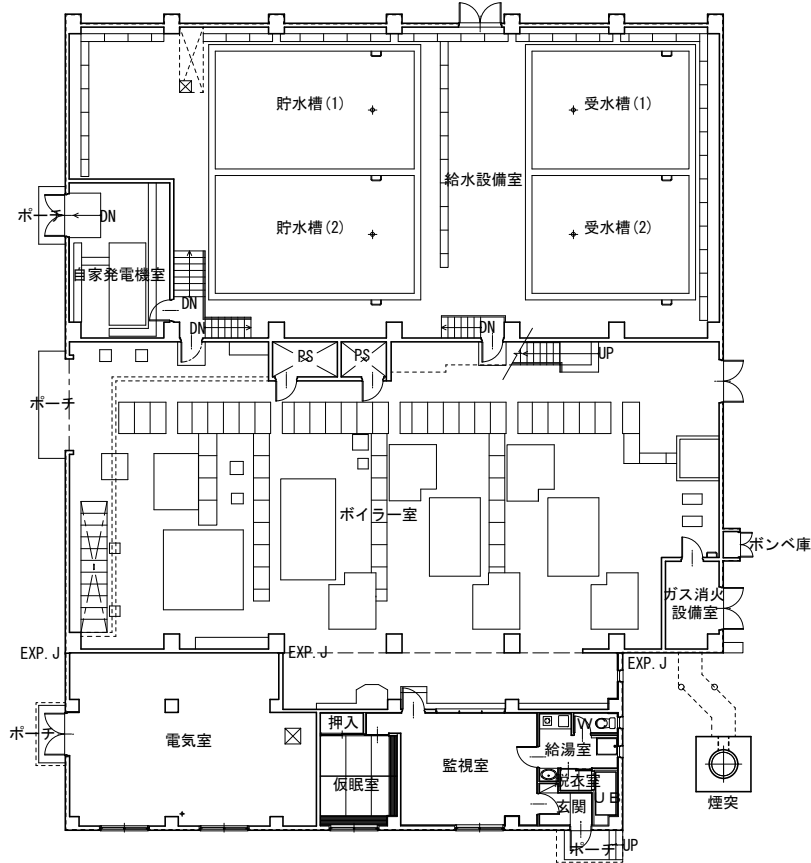 貯水槽(1)
受水槽(1)
給水設備室
貯水槽(2)
受水槽(2)
ポーチ
DN
自家発電機室
DN
DN
DN
PS
PS
UP
ポーチ
ボイラー室
ボンベ庫
ガス消火
設備室
EXP.J
EXP.J
EXP.J
ポーチ
電気室
押入
仮眠室
監視室
WC
給湯室
脱衣室
UB
玄関
煙突
ポーチ
UP